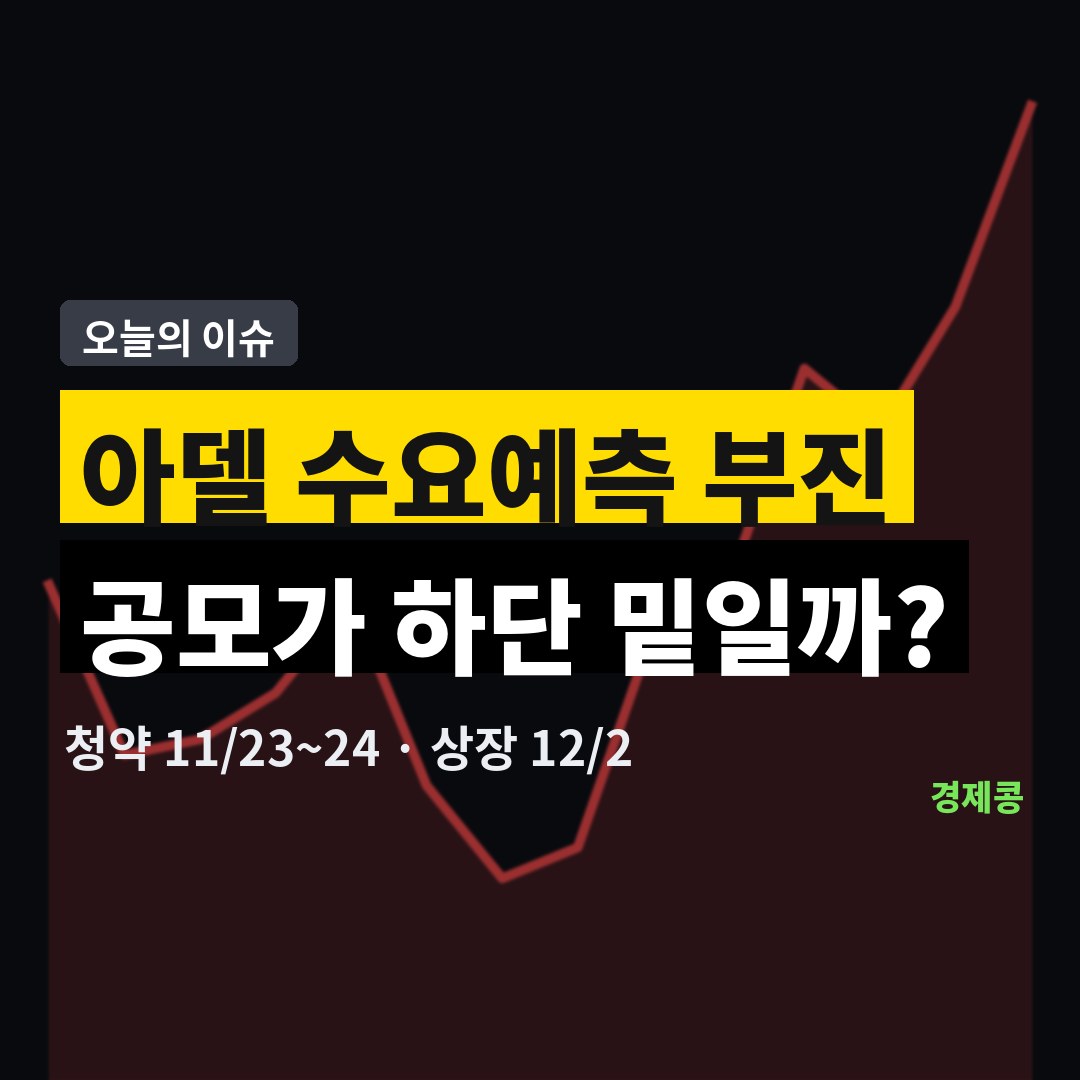 오늘의 이슈
아델 수요예측 부진
공모가 하단 밑일까?
청약 11/23~24 · 상장 12/2
경제콩